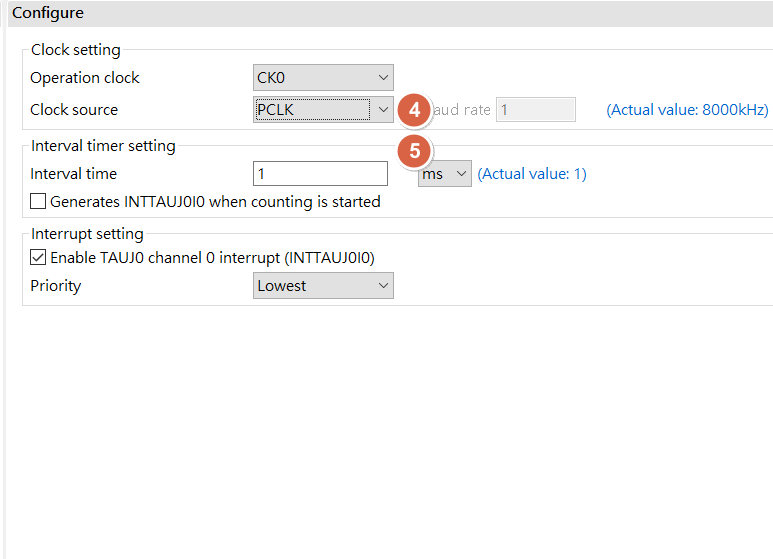 Configure
Clock setting
Operation clock CK0
Clock source PCLK 4 aud rate 1 (Actual value: 8000kHz)
Interval timer setting 5
Interval time 1 ms (Actual value: 1)
Generates INTTAUJ0I0 when counting is started
Interrupt setting
Enable TAUJ0 channel 0 interrupt (INTTAUJ0I0)
Priority Lowest